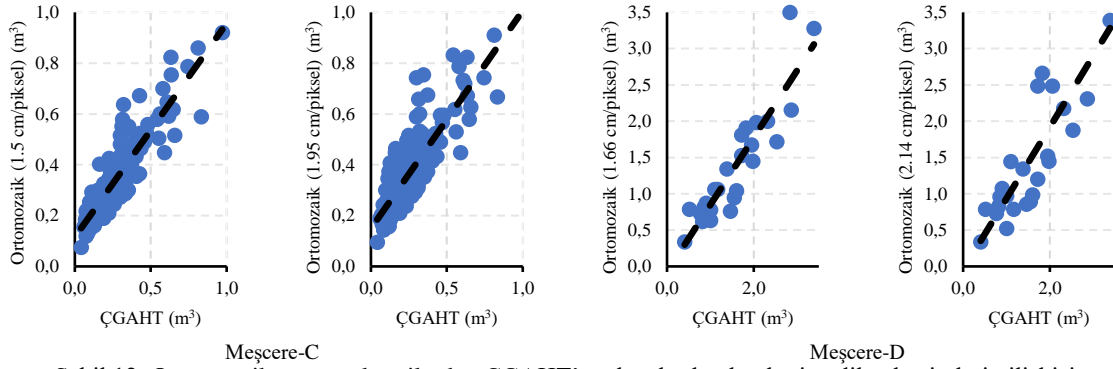 Ortomozaik (1.5 cm/piksel) (m³)
1,0
0,8
0,6
0,4
0,2
0,0
0,0 0,5 1,0
ÇGAHT (m³)
Ortomozaik (1.95 cm/piksel) (m³)
1,0
0,8
0,6
0,4
0,2
0,0
0,0 0,5 1,0
ÇGAHT (m³)
Meşcere-C
Ortomozaik (1.66 cm/piksel) (m³)
3,5
3,0
2,5
2,0
1,5
1,0
0,5
0,0
0,0 2,0
ÇGAHT (m³)
Ortomozaik (2.14 cm/piksel) (m³)
3,5
3,0
2,5
2,0
1,5
1,0
0,5
0,0
0,0 2,0
ÇGAHT (m³)
Meşcere-D